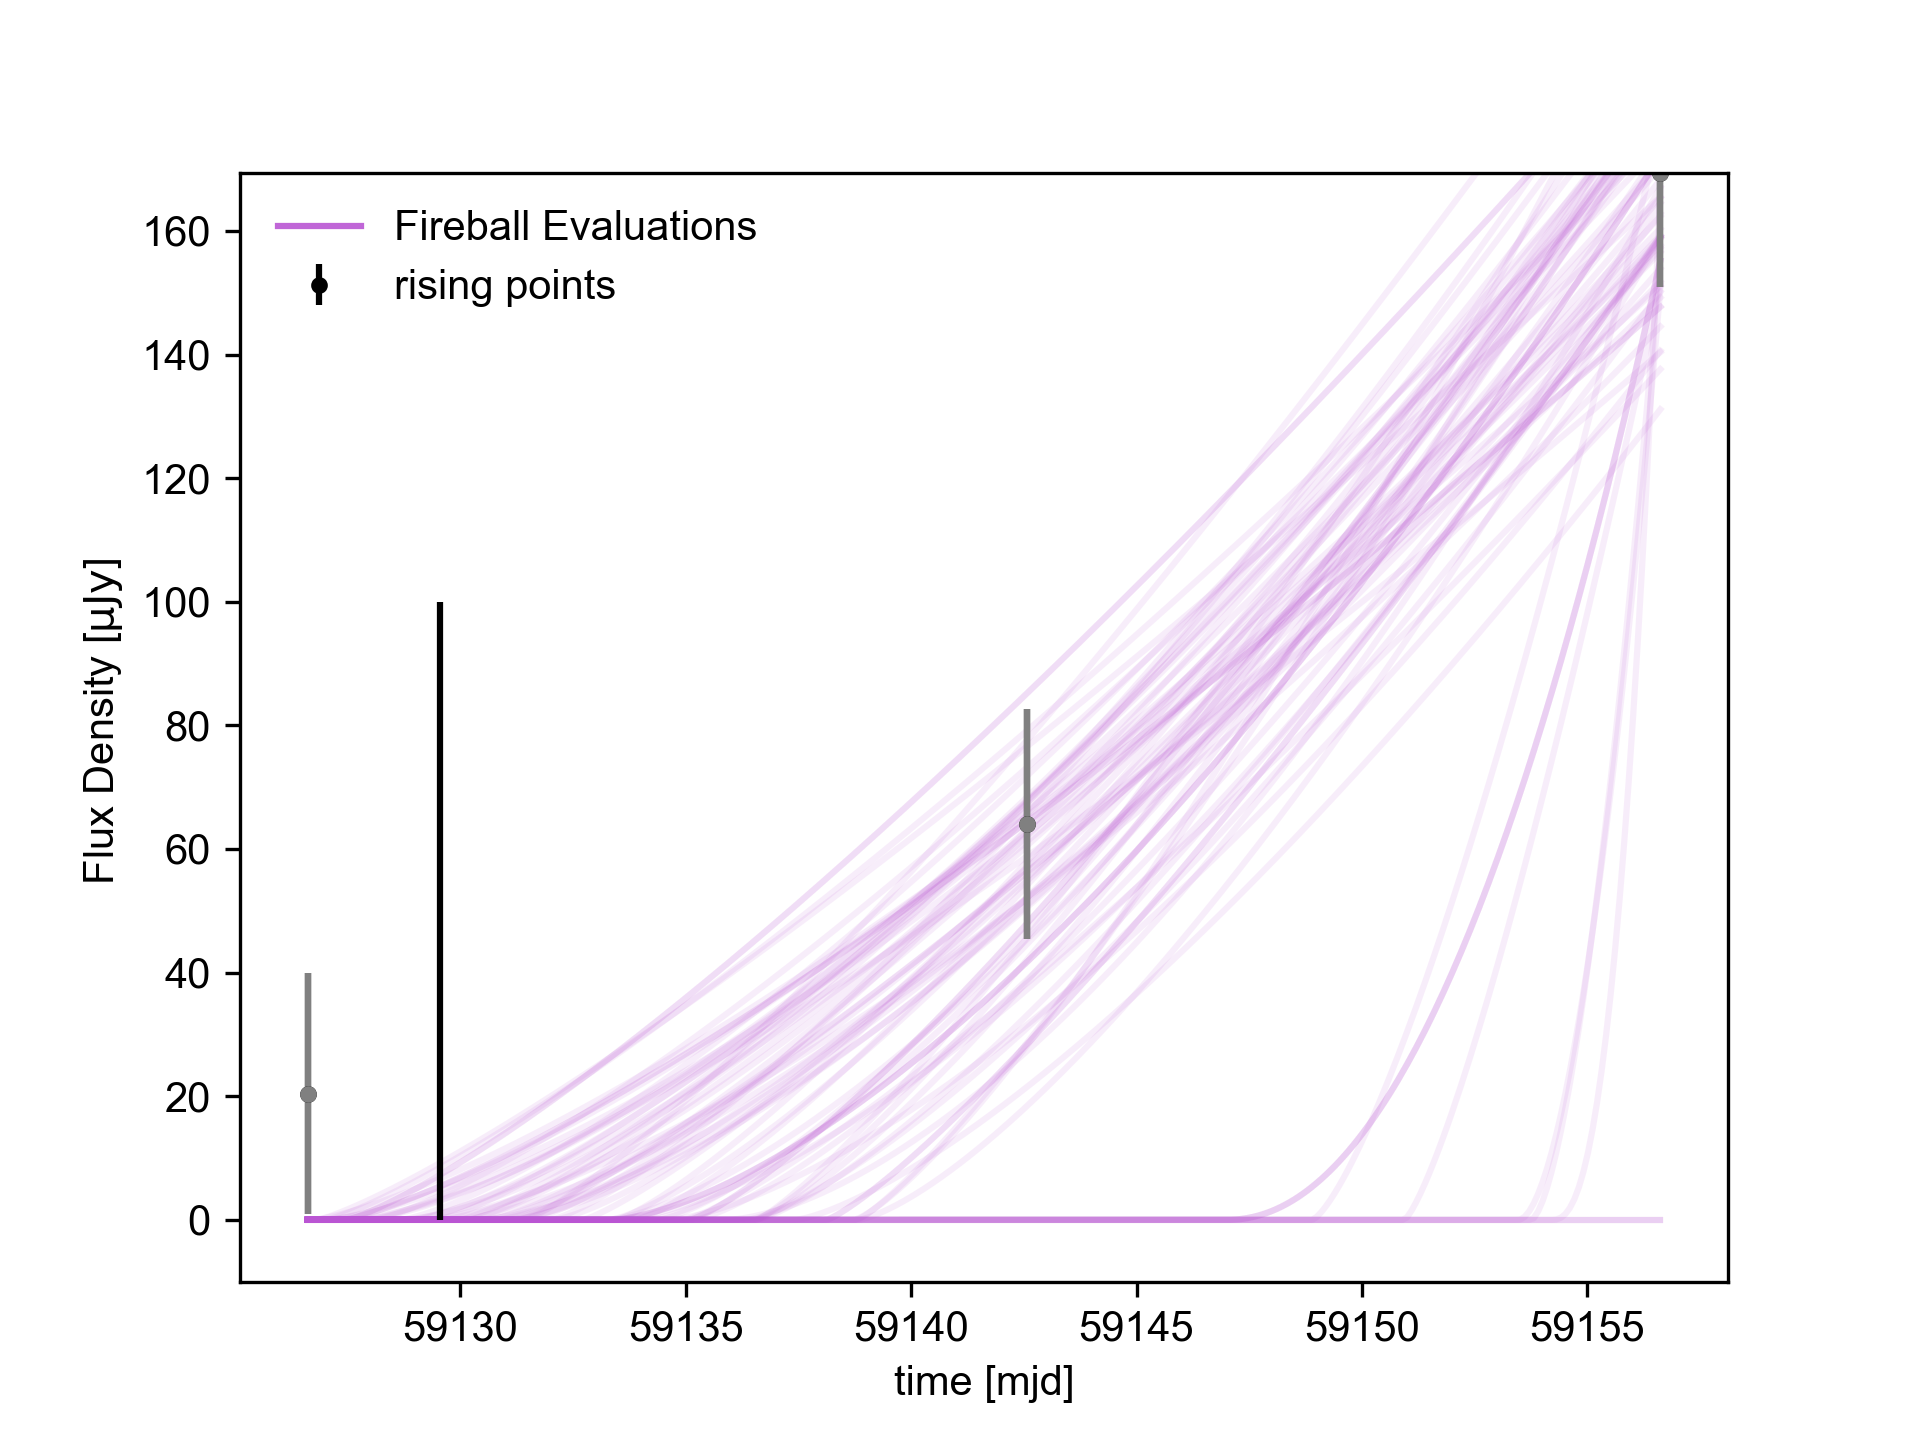 Fireball Evaluations
rising points
160
140
120
100
80
60
40
20
0
Flux Density [µJy]
59130 59135 59140 59145 59150 59155
time [mjd]